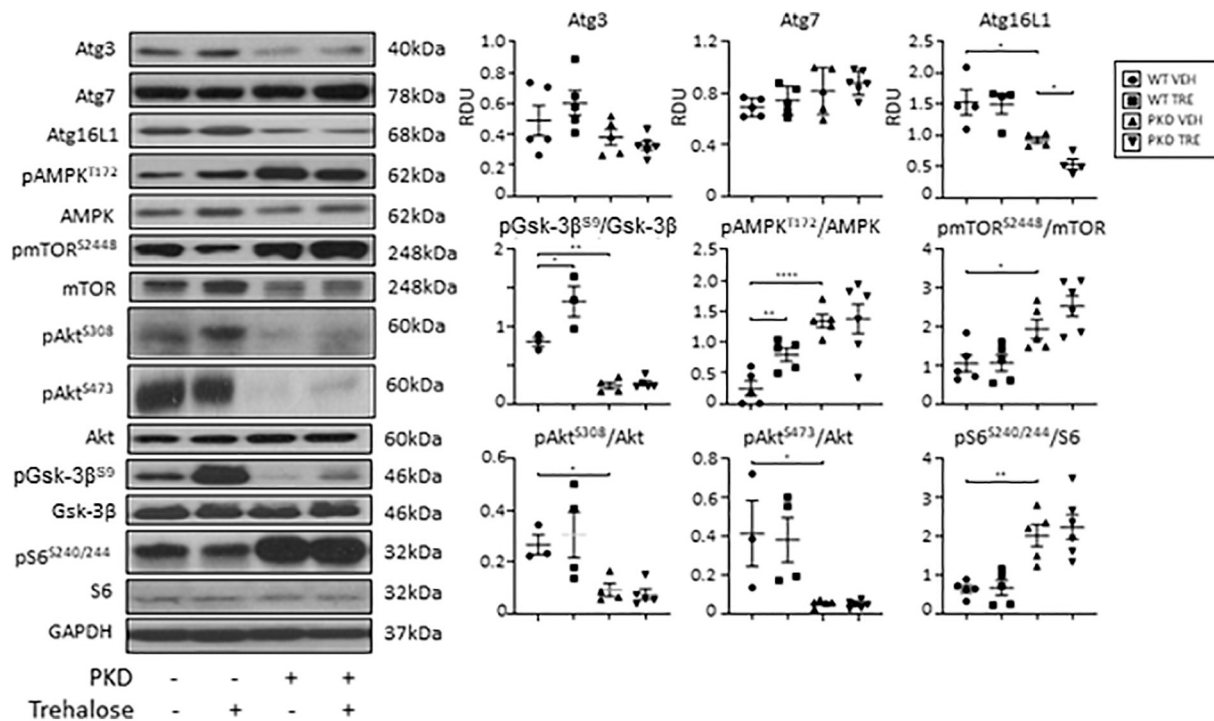 Atg3 40kDa
Atg7 78kDa
Atg16L1 68kDa
pAMPKᵀ¹⁷² 62kDa
AMPK 62kDa
pmTORˢ²⁴⁴⁸ 248kDa
mTOR 248kDa
pAktˢ³⁰⁸ 60kDa
pAktˢ⁴⁷³ 60kDa
Akt 60kDa
pGsk-3βˢ⁹ 46kDa
Gsk-3β 46kDa
pS6ˢ²⁴⁰/²⁴⁴ 32kDa
S6 32kDa
GAPDH 37kDa
PKD - - + +
Trehalose - + - +
Atg3
RDU
1.0
0.8
0.6
0.4
0.2
0
Atg7
RDU
1.2
0.8
0.4
0
Atg16L1
RDU
2.5
2.0
1.5
1.0
0.5
0
*
*
WT VEH
WT TRE
PKD VEH
PKD TRE
pGsk-3βˢ⁹/Gsk-3β
2
1
0
**
*
pAMPKᵀ¹⁷²/AMPK
2.0
1.5
1.0
0.5
0
****
**
pmTORˢ²⁴⁴⁸/mTOR
4
3
2
1
0
*
pAktˢ³⁰⁸/Akt
0.6
0.4
0.2
0
*
pAktˢ⁴⁷³/Akt
0.8
0.6
0.4
0.2
0
*
pS6ˢ²⁴⁰/²⁴⁴/S6
4
2
0
**